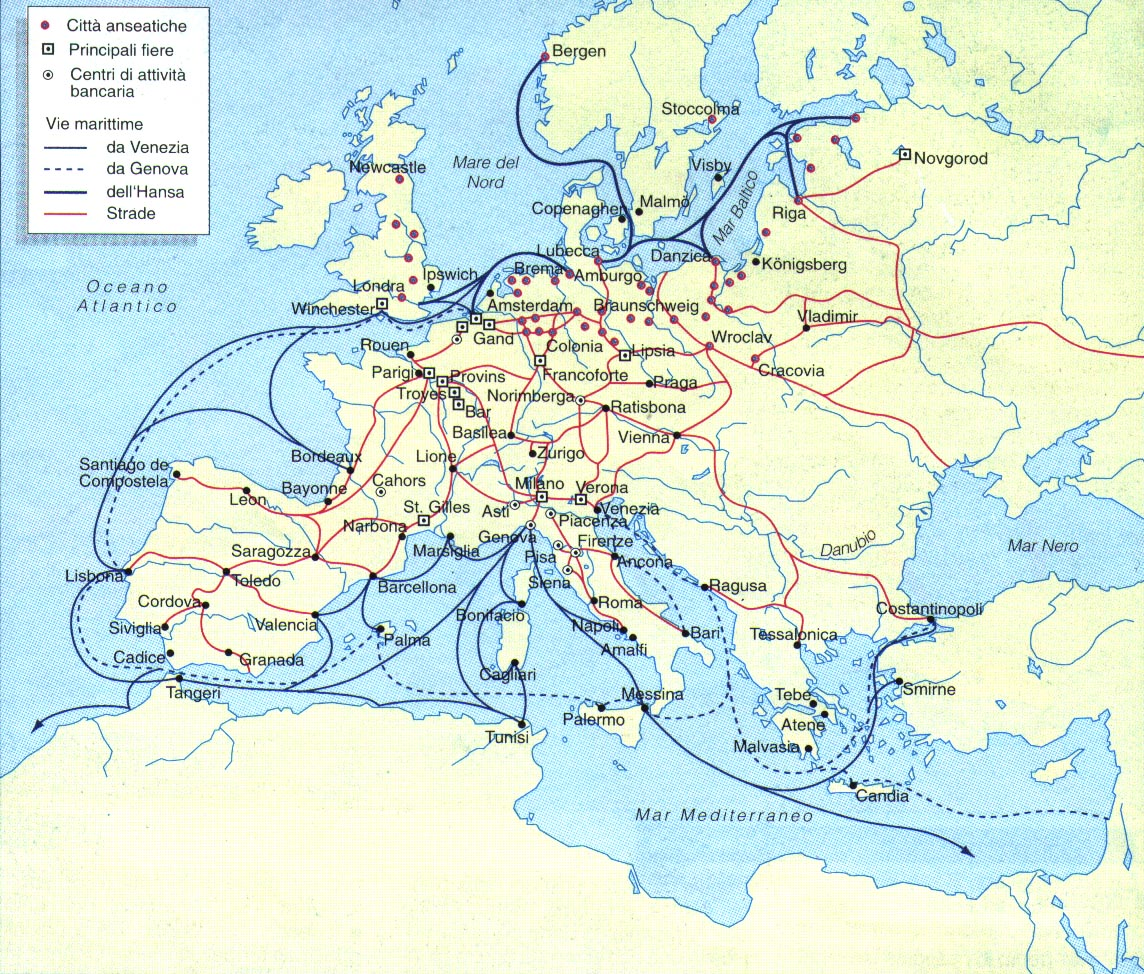 Città anseatiche
Principali fiere
Centri di attività
bancaria
Vie marittime
da Venezia
da Genova
dell'Hansa
Strade
Bergen
Stoccolma
Novgorod
Mare del
Nord
Newcastle
Visby
Malmö
Copenaghen
Riga
Mar Baltico
Lubecca
Danzica
Königsberg
Oceano
Atlantico
Ipswich
Brema
Amburgo
Londra
Winchester
Amsterdam
Braunschweig
Vladimir
Gand
Rouen
Colonia
Lipsia
Wroclav
Cracovia
Parigi
Provins
Francoforte
Praga
Troyes
Bar
Norimberga
Ratisbona
Basilea
Vienna
Bordeaux
Lione
Zurigo
Santiago de
Compostela
Leon
Bayonne
Cahors
Milano
Verona
St. Gilles
Asti
Venezia
Piacenza
Narbona
Marsiglia
Genova
Firenze
Danubio
Mar Nero
Saragozza
Pisa
Ancona
Lisbona
Toledo
Barcellona
Siena
Ragusa
Cordova
Bonifacio
Roma
Costantinopoli
Siviglia
Valencia
Palma
Napoli
Bari
Tessalonica
Amalfi
Cadice
Granada
Cagliari
Tangeri
Messina
Tebe
Smirne
Palermo
Atene
Tunisi
Malvasia
Candia
Mar Mediterraneo